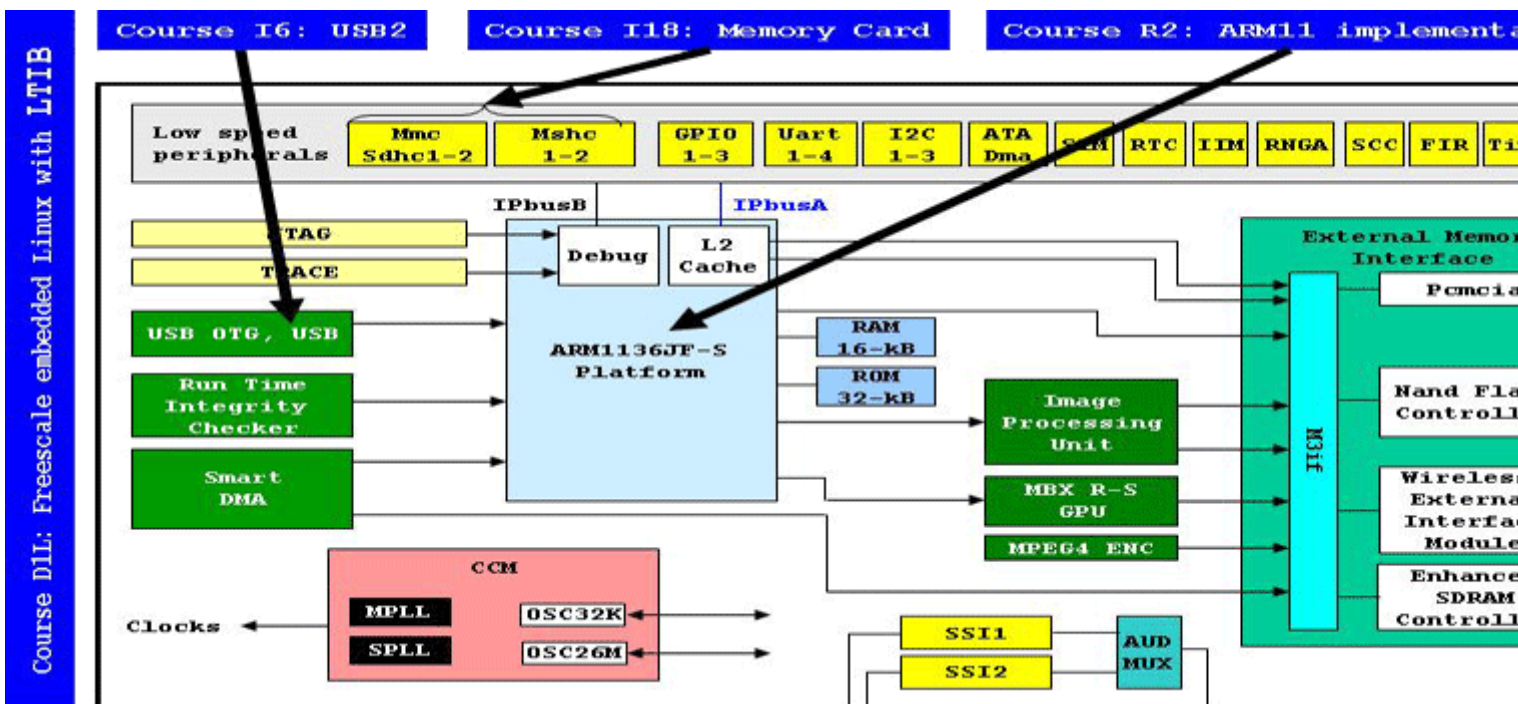 Course D1L: Freescale embedded Linux with LTIB
Course I6: USB2
Course I18: Memory Card
Course R2: ARM11 implementa
Low speed
peripherals
Mmc
Sdhc1-2
Mshc
1-2
GPIO
1-3
Uart
1-4
I2C
1-3
ATA
Dma
RTC
IIM
RNGA
SCC
FIR
Ti
IPbusB
IPbusA
TRACE
Debug
L2
Cache
USB OTG, USB
Run Time
Integrity
Checker
Smart
DMA
ARM1136JF-S
Platform
RAM
16-kB
ROM
32-kB
Image
Processing
Unit
MBX R-S
GPU
MPEG4 ENC
External Memor
Interface
M3if
Pcmcia
Nand Fla
Controll
Wireless
Externa
Interfac
Module
Enhance
SDRAM
Controll
CCM
MPLL
SPLL
OSC32K
OSC26M
Clocks
SSI1
SSI2
AUD
MUX